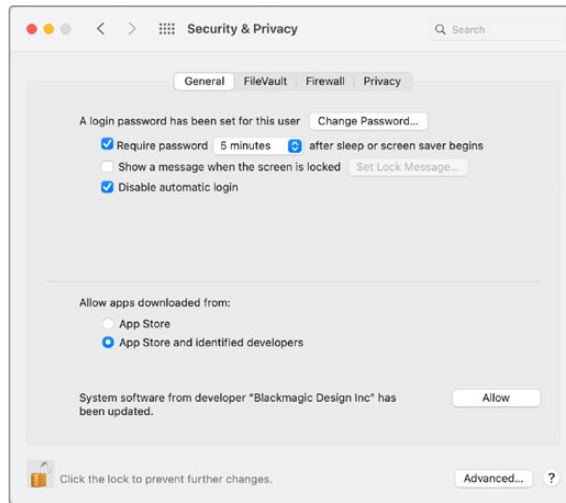 Security & Privacy
Search
General FileVault Firewall Privacy
A login password has been set for this user Change Password...
Require password 5 minutes after sleep or screen saver begins
Show a message when the screen is locked Set Lock Message...
Disable automatic login
Allow apps downloaded from:
App Store
App Store and identified developers
System software from developer "Blackmagic Design Inc" has
been updated.
Allow
Click the lock to prevent further changes.
Advanced... ?